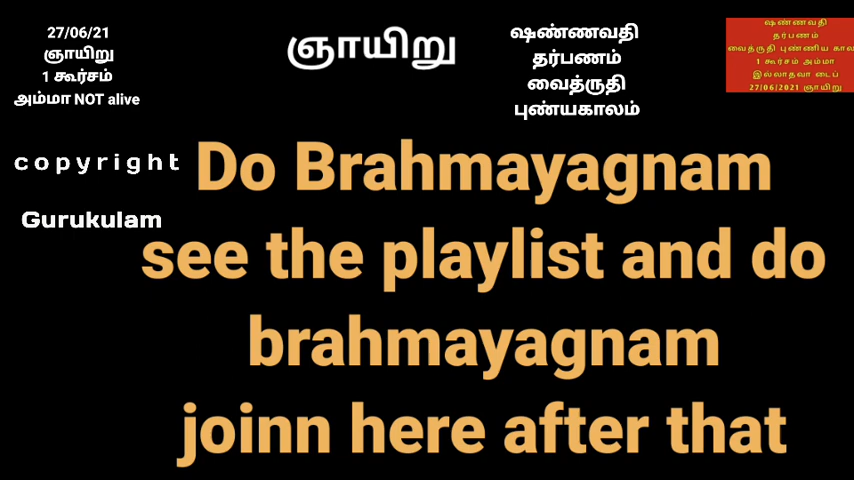 27/06/21
ஞாயிறு
1 கூர்சம்
அம்மா NOT alive
ஞாயிறு
ஷண்ணவதி
தர்பணம்
வைத்ருதி
புண்யகாலம்
ஷண்ணவதி
தர்பணம்
வைத்ருதி புண்ணிய கால
1 கூர்சம் அம்மா
இல்லாதவா டைப்
27/06/2021 ஞாயிறு
copyright
Gurukulam
Do Brahmayagnam
see the playlist and do
brahmayagnam
joinn here after that